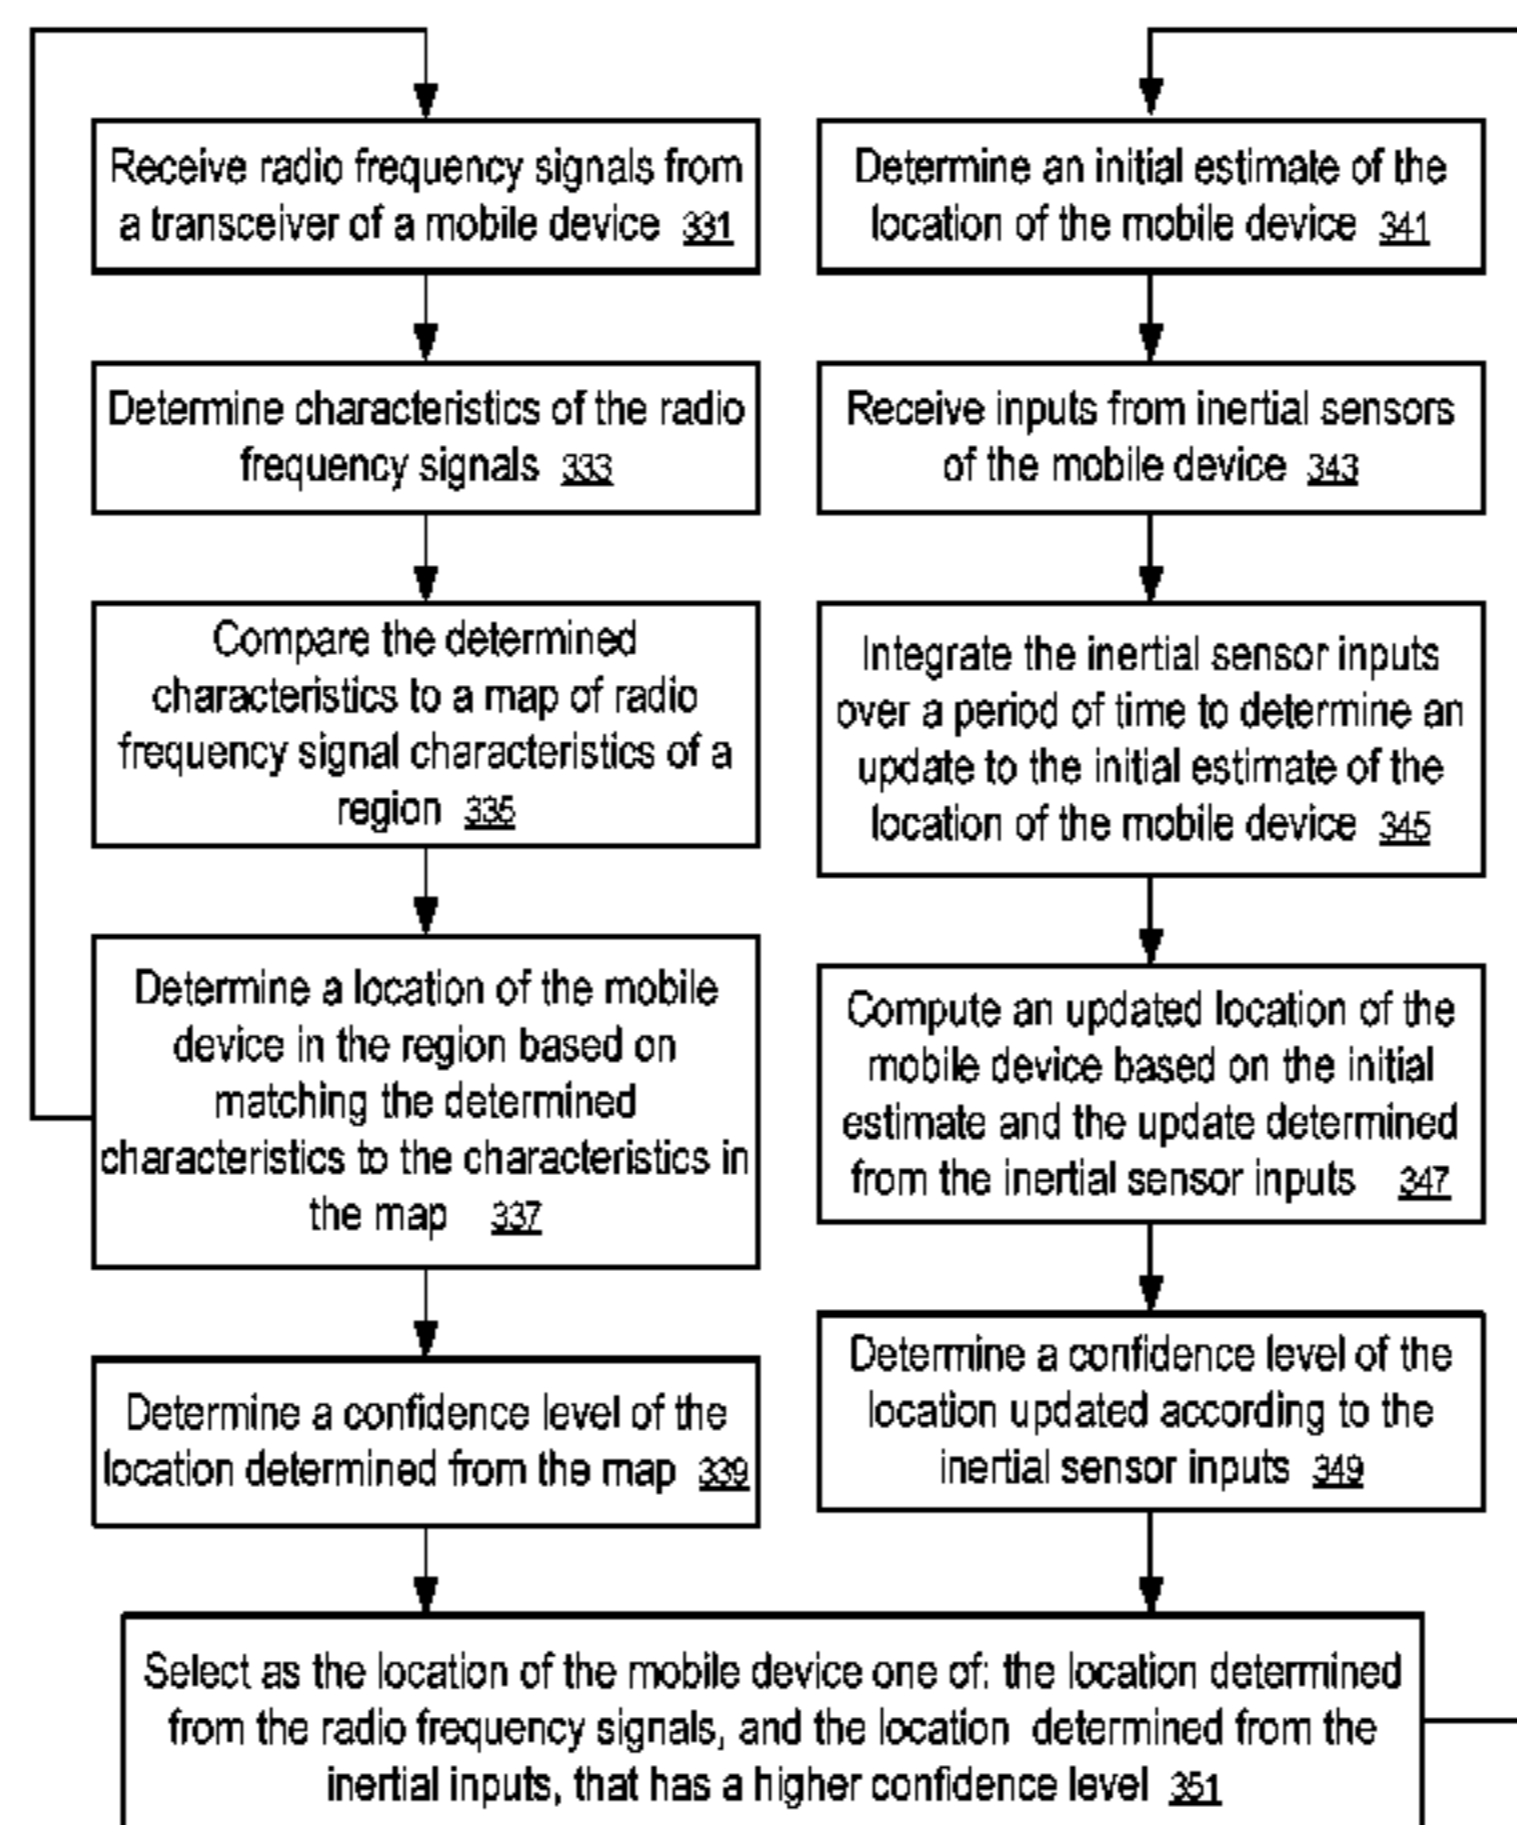 Receive radio frequency signals from
a transceiver of a mobile device 331
Determine characteristics of the radio
frequency signals 333
Compare the determined
characteristics to a map of radio
frequency signal characteristics of a
region 335
Determine a location of the mobile
device in the region based on
matching the determined
characteristics to the characteristics in
the map 337
Determine a confidence level of the
location determined from the map 339
Determine an initial estimate of the
location of the mobile device 341
Receive inputs from inertial sensors
of the mobile device 343
Integrate the inertial sensor inputs
over a period of time to determine an
update to the initial estimate of the
location of the mobile device 345
Compute an updated location of the
mobile device based on the initial
estimate and the update determined
from the inertial sensor inputs 347
Determine a confidence level of the
location updated according to the
inertial sensor inputs 349
Select as the location of the mobile device one of: the location determined
from the radio frequency signals, and the location determined from the
inertial inputs, that has a higher confidence level 351